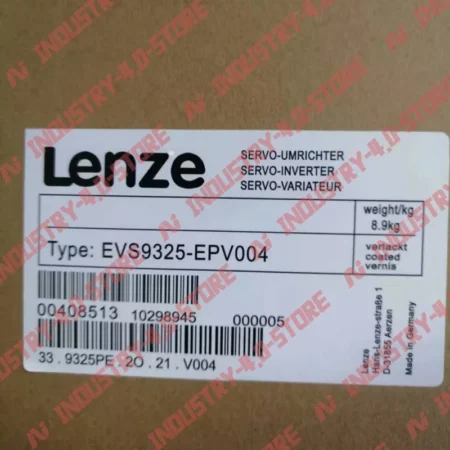 Lenze
SERVO-UMRICHTER
SERVO-INVERTER
SERVO-VARIATEUR
weight/kg
8.9kg
Type: EVS9325-EPV004
verlackt
coated
vernis
00408513 10298945 000005
33.9325PE. 2O.21.V004
Lenze
Hans-Lenze-straße 1
D-31855 Aerzen
Made in Germany
INDUSTRY-4,0-STORE